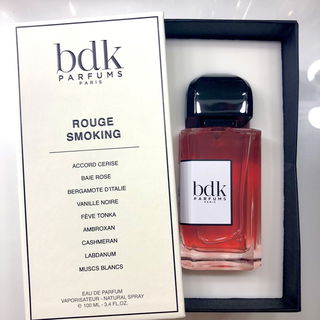 bdk
PARFUMS
PARIS
ROUGE
SMOKING
ACCORD CERISE
BAIE ROSE
BERGAMOTE D'ITALIE
VANILLE NOIRE
FÈVE TONKA
AMBROXAN
CASHMERAN
LABDANUM
MUSCS BLANCS
EAU DE PARFUM
VAPORISATEUR - NATURAL SPRAY
℮ 100 ML - 3.4 FL.OZ.
bdk
PARFUMS
PARIS